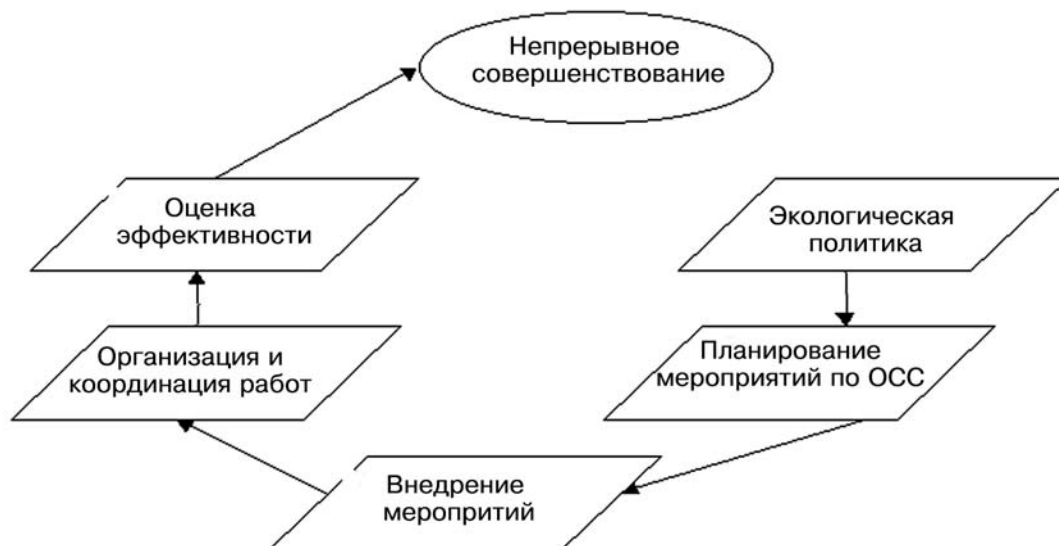 Непрерывное
совершенствование
Оценка
эффективности
Экологическая
политика
Организация и
координация работ
Планирование
мероприятий по ОСС
Внедрение
меропритий